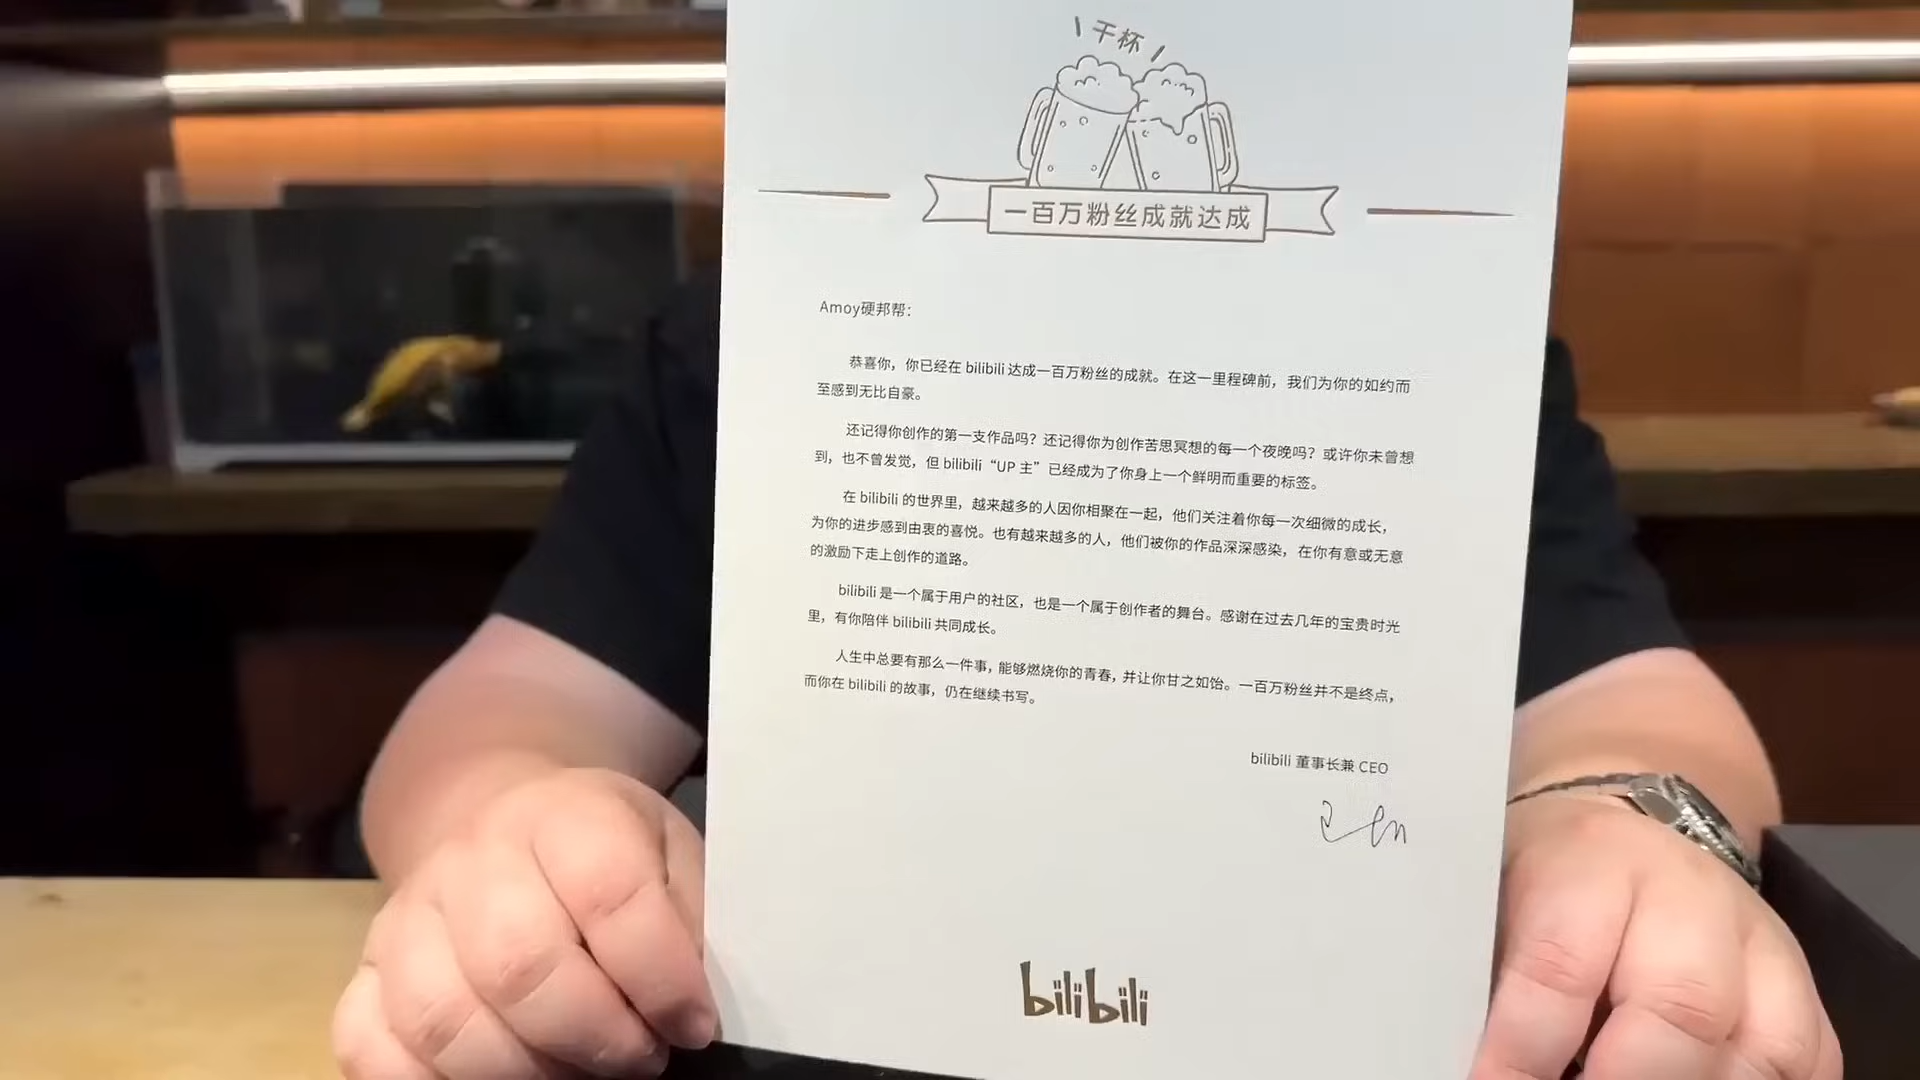 干杯
一百万粉丝成就达成
Amoy硬邦帮：
恭喜你，你已经在 bilibili 达成一百万粉丝的成就。在这一里程碑前，我们为你的如约而
至感到无比自豪。
还记得你创作的第一支作品吗？还记得你为创作苦思冥想的每一个夜晚吗？或许你未曾想
到，也不曾发觉，但 bilibili“UP 主”已经成为了你身上一个鲜明而重要的标签。
在 bilibili 的世界里，越来越多的人因你相聚在一起，他们关注着你每一次细微的成长，
为你的进步感到由衷的喜悦。也有越来越多的人，他们被你的作品深深感染，在你有意或无意
的激励下走上创作的道路。
bilibili 是一个属于用户的社区，也是一个属于创作者的舞台。感谢在过去几年的宝贵时光
里，有你陪伴 bilibili 共同成长。
人生中总要有那么一件事，能够燃烧你的青春，并让你甘之如饴。一百万粉丝并不是终点，
而你在 bilibili 的故事，仍在继续书写。
bilibili 董事长兼 CEO
bilibili